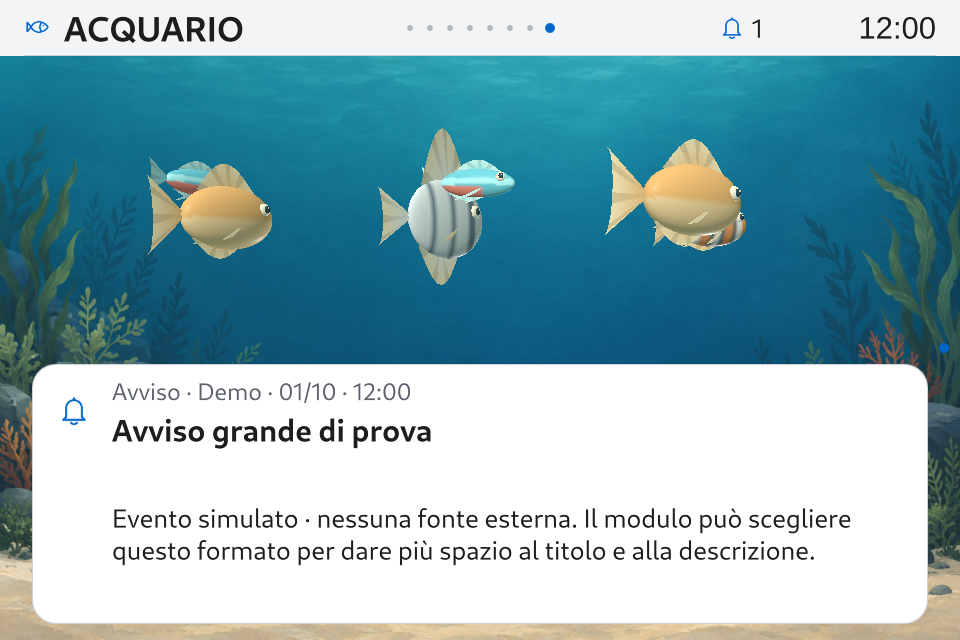 ACQUARIO
1
12:00
Avviso · Demo · 01/10 · 12:00
Avviso grande di prova
Evento simulato · nessuna fonte esterna. Il modulo può scegliere
questo formato per dare più spazio al titolo e alla descrizione.